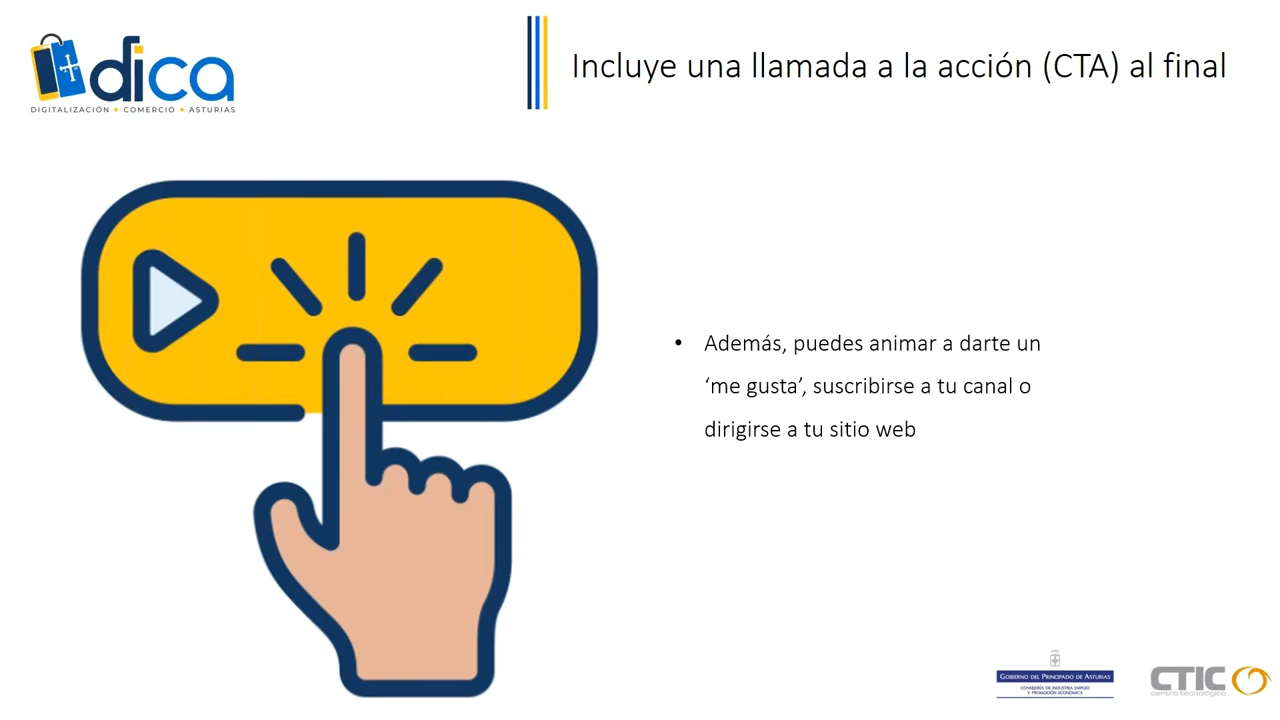 dica
DIGITALIZACIÓN • COMERCIO • ASTURIAS
Incluye una llamada a la acción (CTA) al final
• Además, puedes animar a darte un
‘me gusta’, suscribirse a tu canal o
dirigirse a tu sitio web
GOBIERNO DEL PRINCIPADO DE ASTURIAS
CONSEJERÍA DE INDUSTRIA EMPLEO
Y PROMOCIÓN ECONÓMICA
CTIC
centro tecnológico